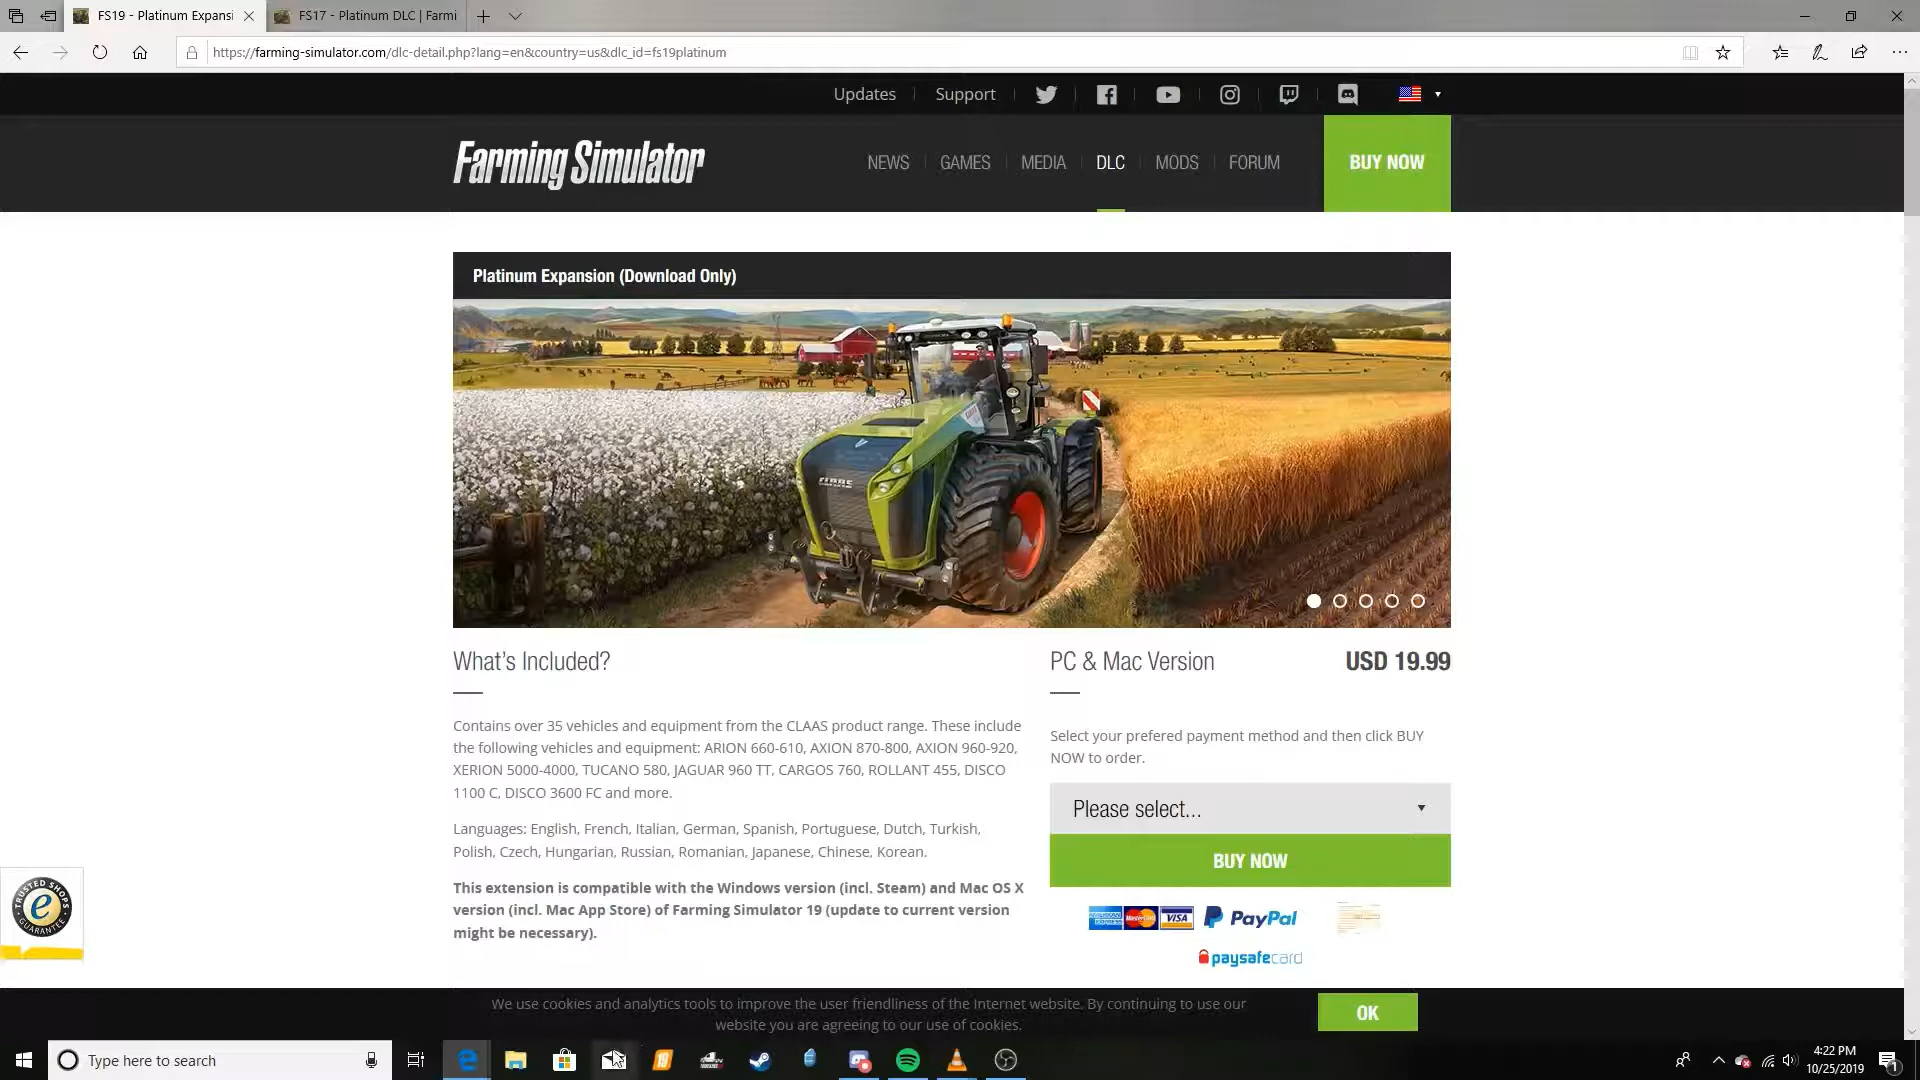 FS19 - Platinum Expansi
FS17 - Platinum DLC | Farmi
https://farming-simulator.com/dlc-detail.php?lang=en&country=us&dlc_id=fs19platinum
Updates
Support
Farming Simulator
NEWS
GAMES
MEDIA
DLC
MODS
FORUM
BUY NOW
Platinum Expansion (Download Only)
CLAAS
What's Included?
Contains over 35 vehicles and equipment from the CLAAS product range. These include
the following vehicles and equipment: ARION 660-610, AXION 870-800, AXION 960-920,
XERION 5000-4000, TUCANO 580, JAGUAR 960 TT, CARGOS 760, ROLLANT 455, DISCO
1100 C, DISCO 3600 FC and more.
Languages: English, French, Italian, German, Spanish, Portuguese, Dutch, Turkish,
Polish, Czech, Hungarian, Russian, Romanian, Japanese, Chinese, Korean.
This extension is compatible with the Windows version (incl. Steam) and Mac OS X
version (incl. Mac App Store) of Farming Simulator 19 (update to current version
might be necessary).
PC & Mac Version
USD 19.99
Select your prefered payment method and then click BUY
NOW to order.
Please select...
BUY NOW
AMERICAN EXPRESS
MasterCard
VISA
PayPal
paysafecard
TRUSTED SHOPS
e
GUARANTEE
We use cookies and analytics tools to improve the user friendliness of the Internet website. By continuing to use our
website you are agreeing to our use of cookies.
OK
Type here to search
19
4:22 PM
10/25/2019
1